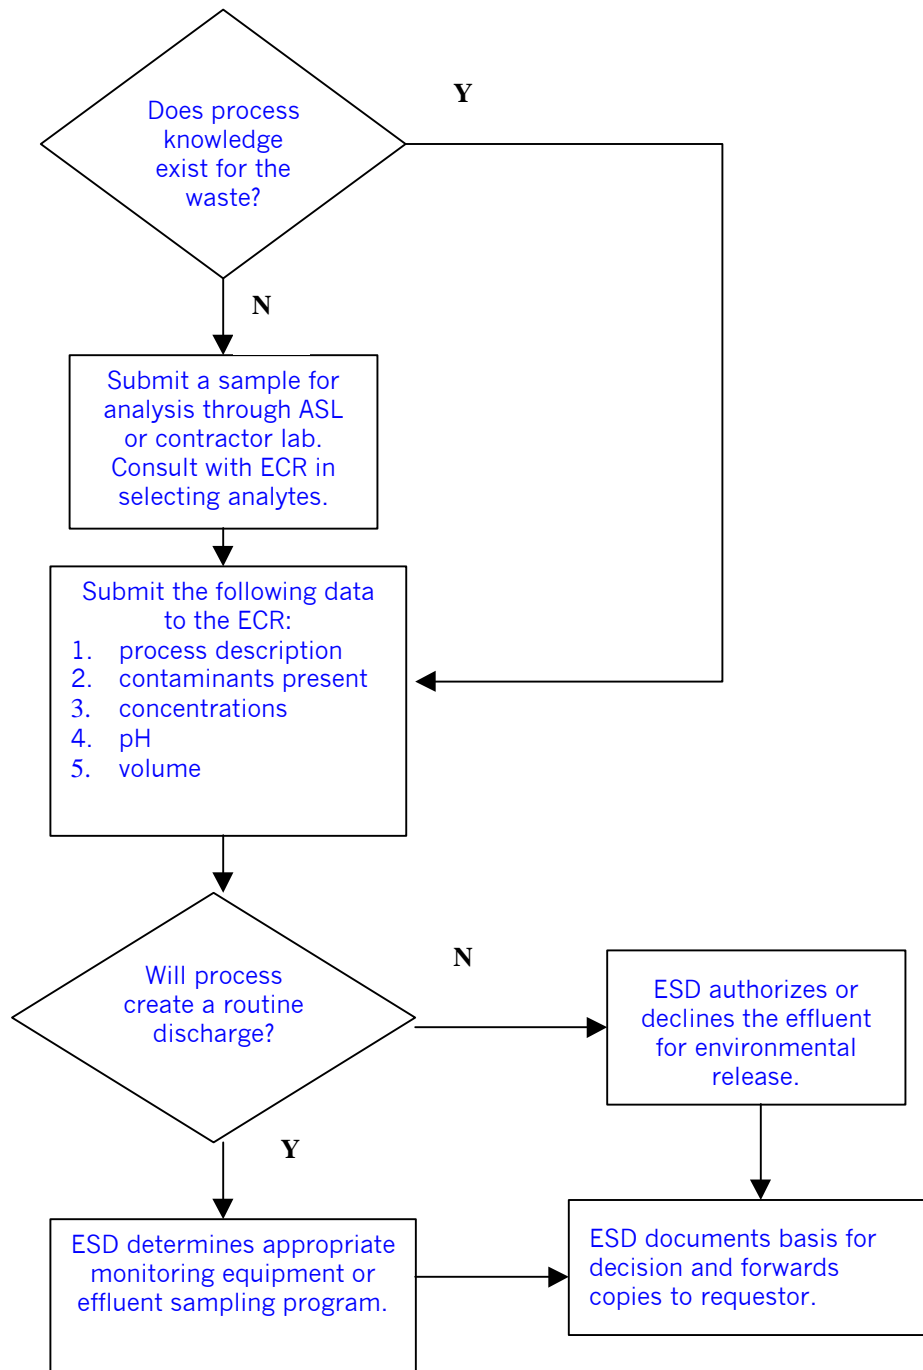 Does process
knowledge
exist for the
waste?
Y
N
Submit a sample for
analysis through ASL
or contractor lab.
Consult with ECR in
selecting analytes.
Submit the following data
to the ECR:
1. process description
2. contaminants present
3. concentrations
4. pH
5. volume
Will process
create a routine
discharge?
N
ESD authorizes or
declines the effluent
for environmental
release.
Y
ESD determines appropriate
monitoring equipment or
effluent sampling program.
ESD documents basis for
decision and forwards
copies to requestor.